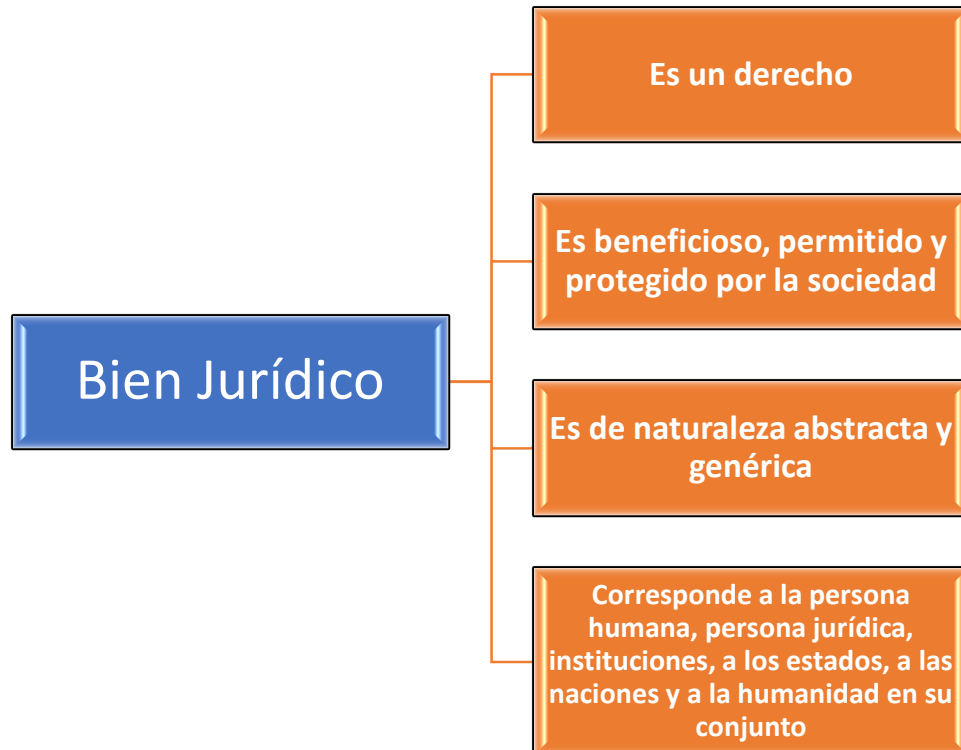 Es un derecho
Es beneficioso, permitido y
protegido por la sociedad
Bien Jurídico
Es de naturaleza abstracta y
genérica
Corresponde a la persona
humana, persona jurídica,
instituciones, a los estados, a las
naciones y a la humanidad en su
conjunto